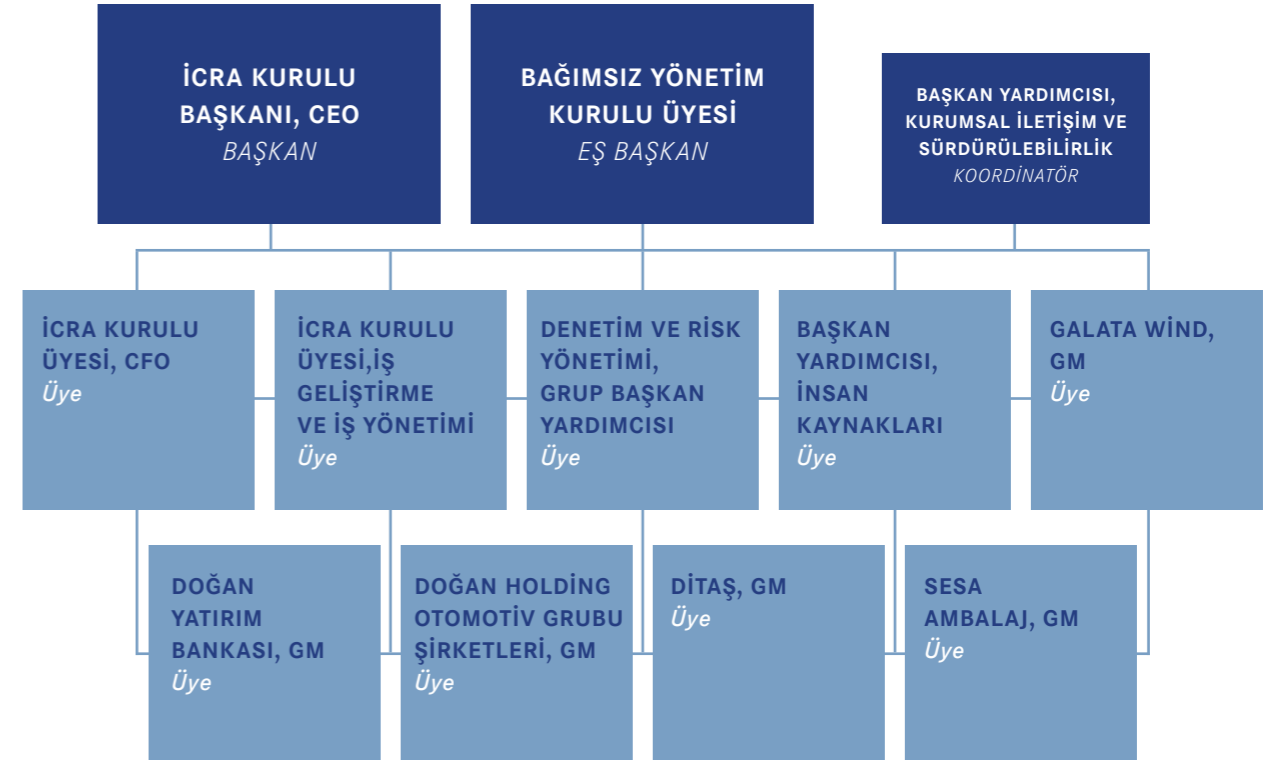 İCRA KURULU
BAŞKANI, CEO
BAŞKAN
BAĞIMSIZ YÖNETİM
KURULU ÜYESİ
EŞ BAŞKAN
BAŞKAN YARDIMCISI,
KURUMSAL İLETİŞİM VE
SÜRDÜRÜLEBİLİRLİK
KOORDİNATÖR
İCRA KURULU
ÜYESİ, CFO
Üye
İCRA KURULU
ÜYESİ,İŞ
GELİŞTİRME
VE İŞ YÖNETİMİ
Üye
DENETİM VE RİSK
YÖNETİMİ,
GRUP BAŞKAN
YARDIMCISI
Üye
BAŞKAN
YARDIMCISI,
İNSAN
KAYNAKLARI
Üye
GALATA WİND,
GM
Üye
DOĞAN
YATIRIM
BANKASI, GM
Üye
DOĞAN HOLDİNG
OTOMOTİV GRUBU
ŞİRKETLERİ, GM
Üye
DİTAŞ, GM
Üye
SESA
AMBALAJ, GM
Üye